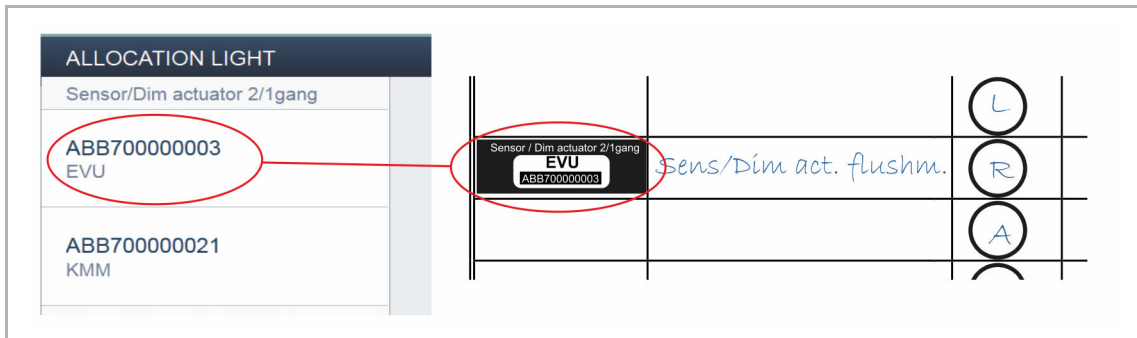 ALLOCATION LIGHT
Sensor/Dim actuator 2/1gang
ABB700000003
EVU
ABB700000021
KMM
L
Sensor / Dim actuator 2/1gang
EVU
ABB700000003
Sens/Dim act. flushm.
R
A